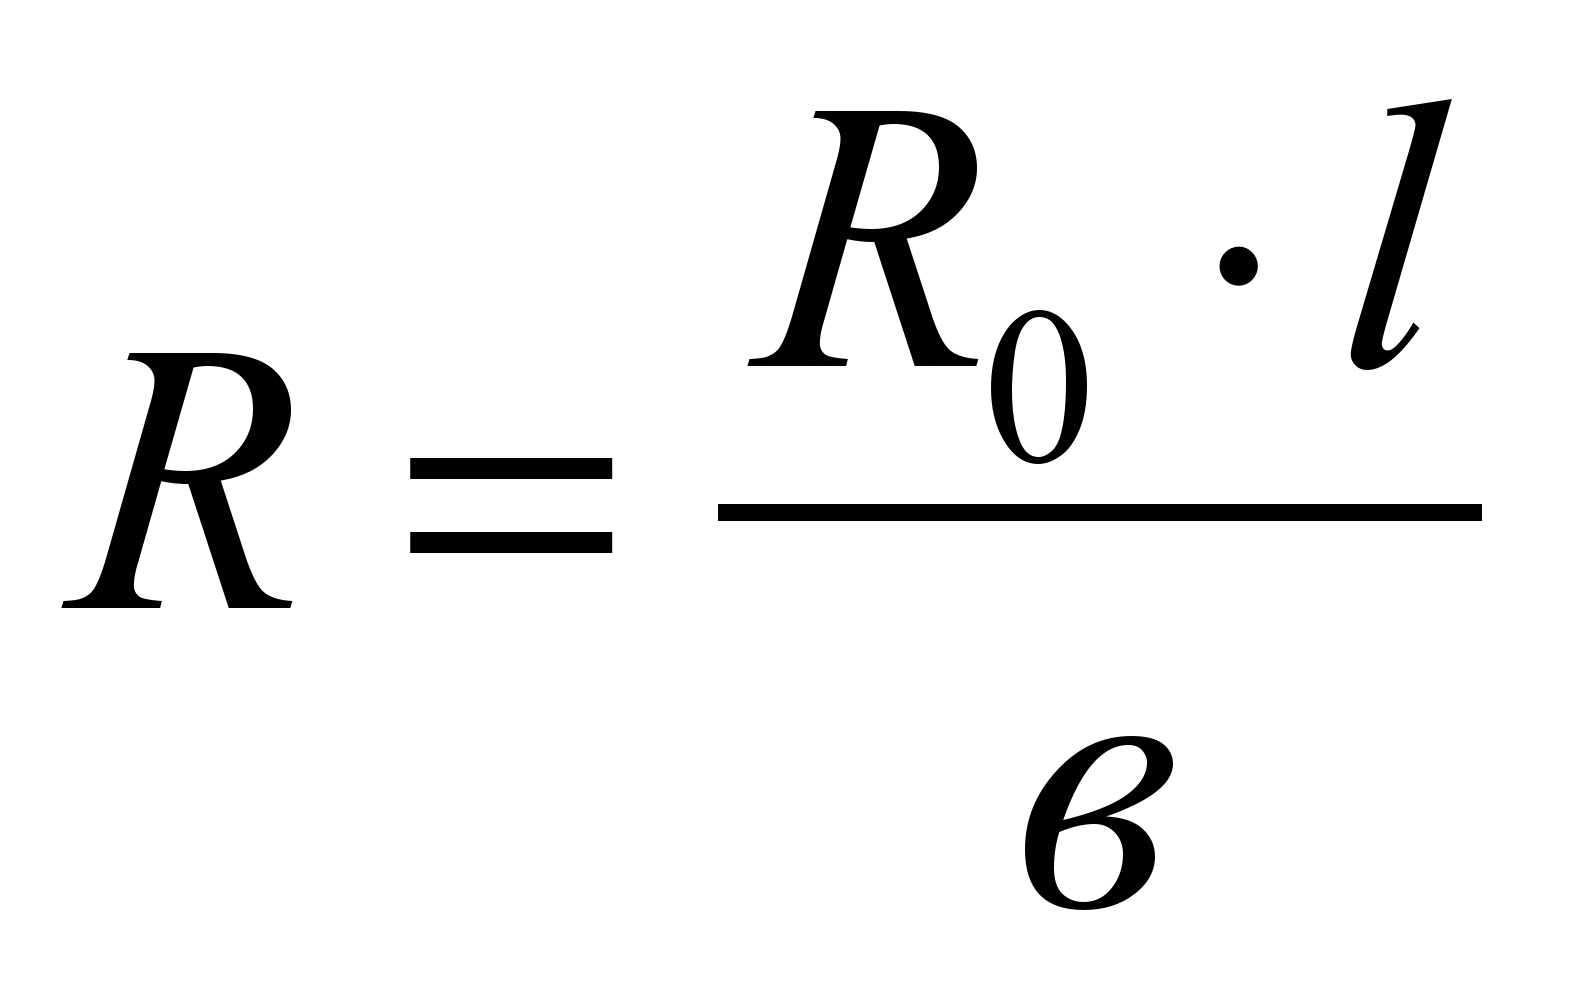 R = R₀ · l / в